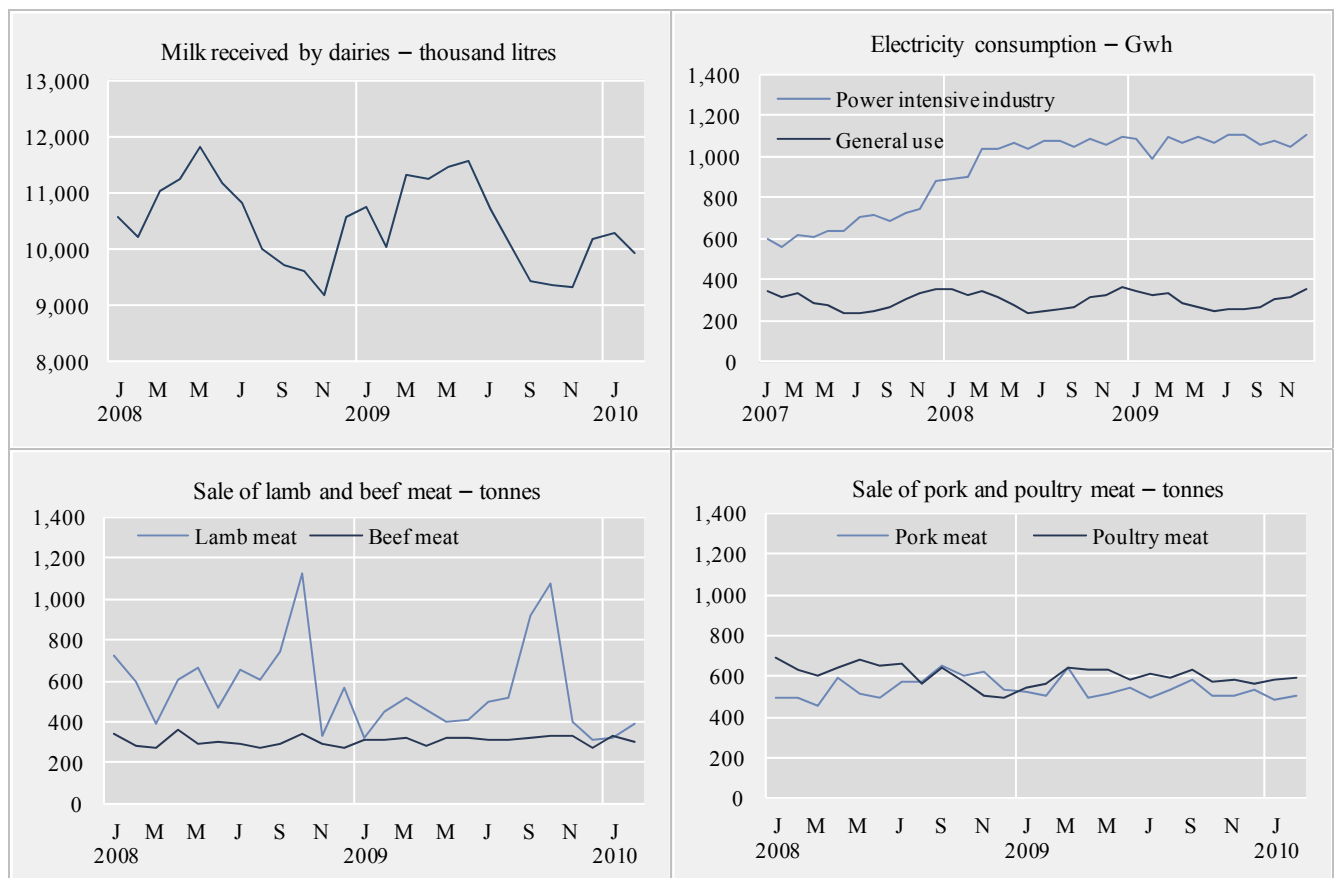 Milk received by dairies – thousand litres
13,000
12,000
11,000
10,000
9,000
8,000
J M M J S N J M M J S N J
2008 2009 2010
Electricity consumption – Gwh
1,400
1,200
1,000
800
600
400
200
0
Power intensive industry
General use
J M M J S N J M M J S N J M M J S N
2007 2008 2009
Sale of lamb and beef meat – tonnes
1,400
1,200
1,000
800
600
400
200
0
Lamb meat Beef meat
J M M J S N J M M J S N J
2008 2009 2010
Sale of pork and poultry meat – tonnes
1,400
1,200
1,000
800
600
400
200
0
Pork meat Poultry meat
J M M J S N J M M J S N J
2008 2009 2010